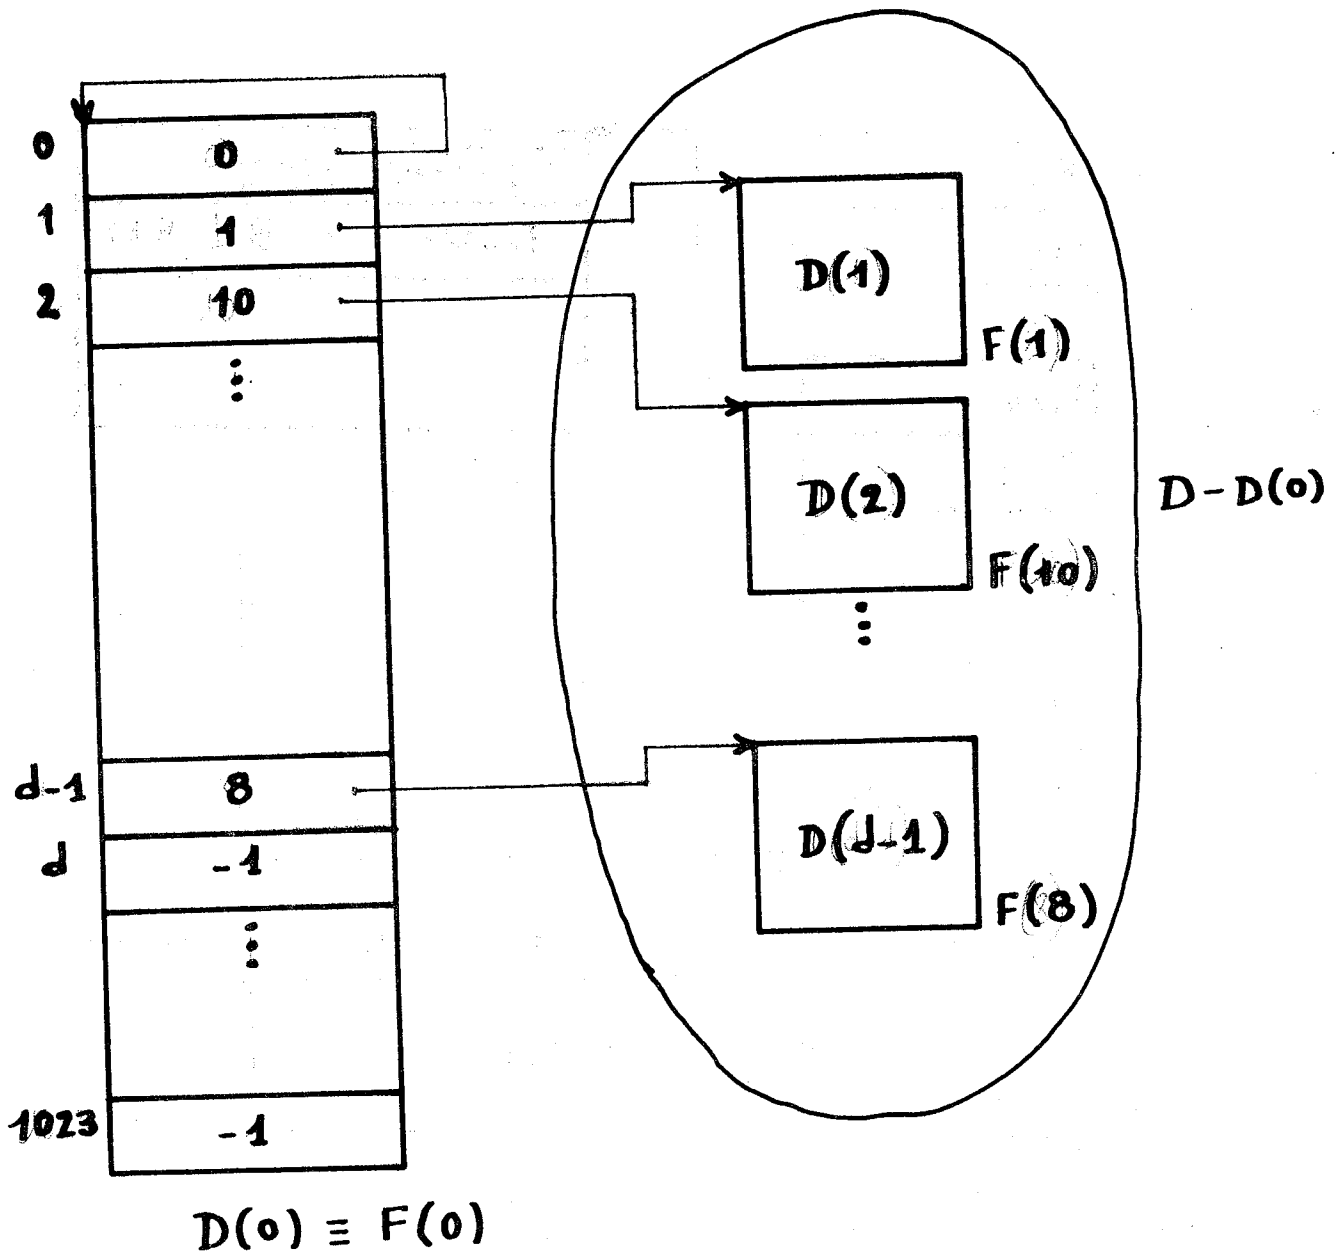 0 0
1 1
2 10
D(1)
F(1)
D(2)
F(10)
D-D(0)
d-1 8
D(d-1)
F(8)
d -1
1023 -1
D(0) ≡ F(0)